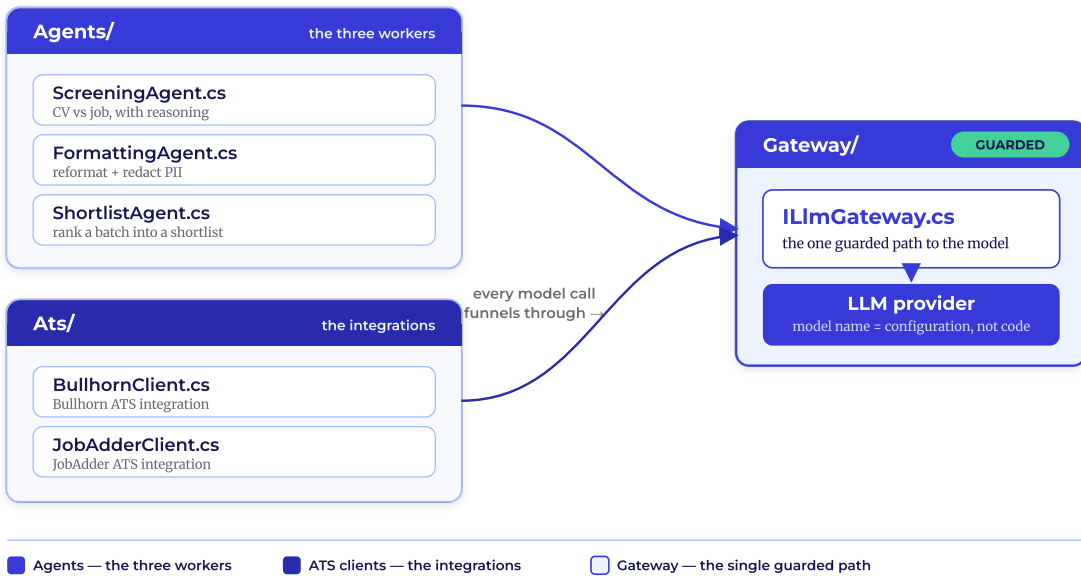 Agents/
the three workers
ScreeningAgent.cs
CV vs job, with reasoning
FormattingAgent.cs
reformat + redact PII
ShortlistAgent.cs
rank a batch into a shortlist
Ats/
the integrations
BullhornClient.cs
Bullhorn ATS integration
JobAdderClient.cs
JobAdder ATS integration
every model call
funnels through →
Gateway/
GUARDED
ILlmGateway.cs
the one guarded path to the model
LLM provider
model name = configuration, not code
Agents — the three workers
ATS clients — the integrations
Gateway — the single guarded path